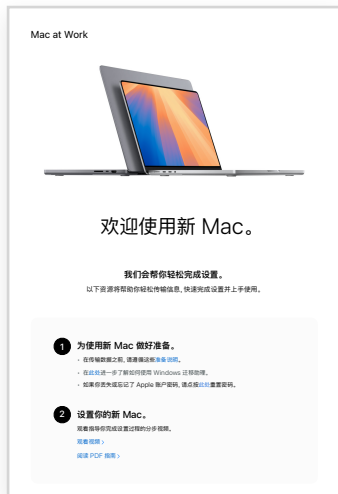 Mac at Work
欢迎使用新 Mac。
我们会帮你轻松完成设置。
以下资源将帮助你轻松传输信息、快速完成设置并上手使用。
1 为使用新 Mac 做好准备。
• 在传输数据之前，请遵循这些准备说明。
• 在此处进一步了解如何使用 Windows 迁移助理。
• 如果你丢失或忘记了 Apple 账户密码，请点按此处重置密码。
2 设置你的新 Mac。
观看指导你完成设置过程的分步视频。
观看视频 ›
阅读 PDF 指南 ›